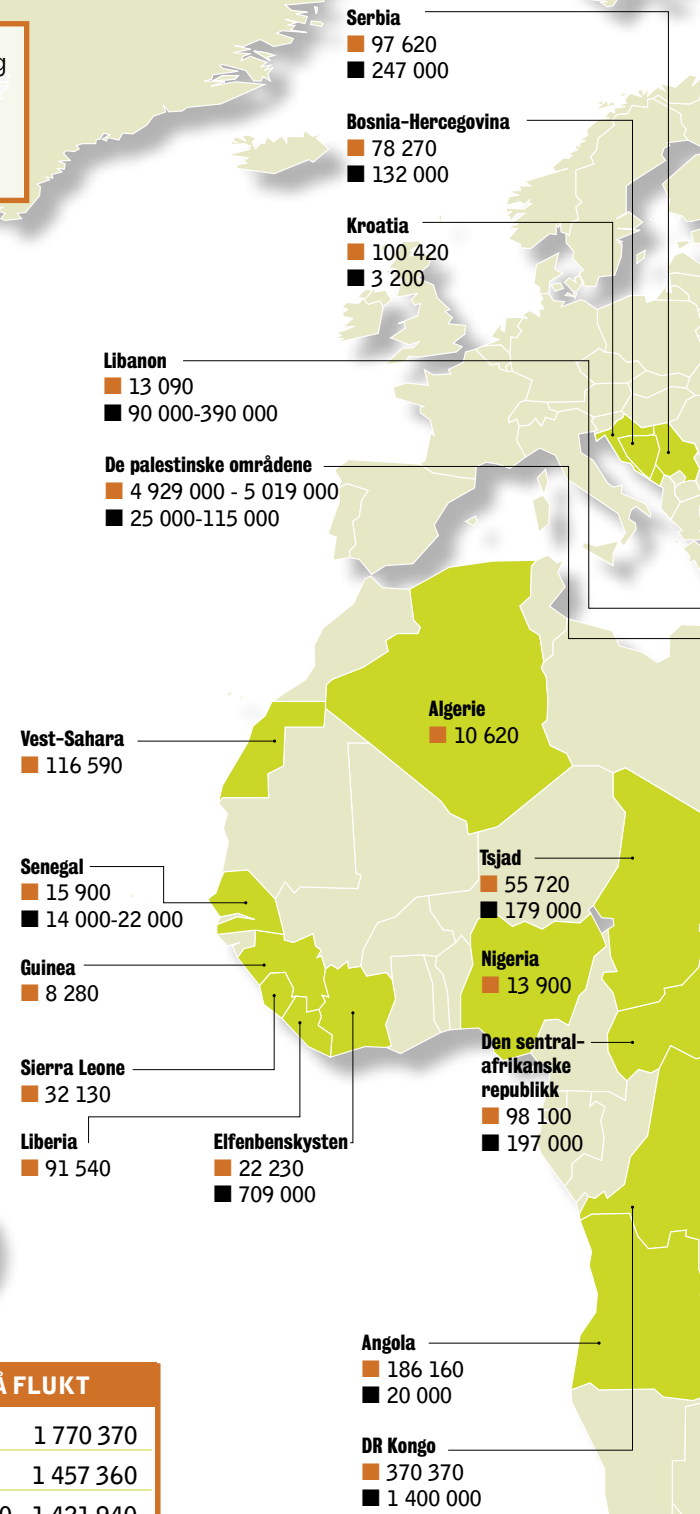 g
Serbia
97 620
247 000
Bosnia-Hercegovina
78 270
132 000
Kroatia
100 420
3 200
Libanon
13 090
90 000-390 000
De palestinske områdene
4 929 000 - 5 019 000
25 000-115 000
Algerie
10 620
Vest-Sahara
116 590
Senegal
15 900
14 000-22 000
Tsjad
55 720
179 000
Guinea
8 280
Nigeria
13 900
Sierra Leone
32 130
Den sentral-
afrikanske
republikk
98 100
197 000
Liberia
91 540
Elfenbenskysten
22 230
709 000
Angola
186 160
20 000
DR Kongo
370 370
1 400 000
Å FLUKT
1 770 370
1 457 360
0 - 1 421 940